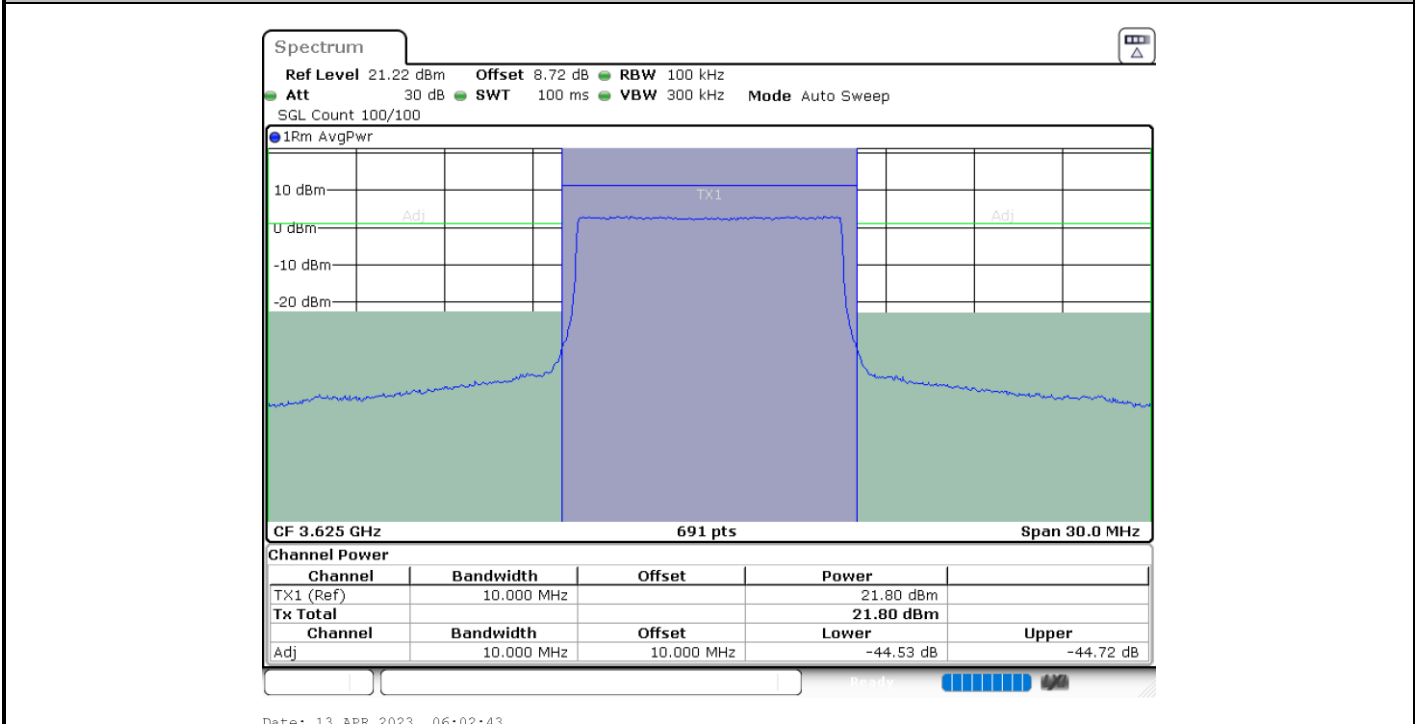 Spectrum
Ref Level 21.22 dBm Offset 8.72 dB RBW 100 kHz
Att 30 dB SWT 100 ms VBW 300 kHz Mode Auto Sweep
SGL Count 100/100
1Rm AvgPwr
10 dBm
TX1
Adj Adj
0 dBm
-10 dBm
-20 dBm
CF 3.625 GHz 691 pts Span 30.0 MHz
Channel Power
Channel Bandwidth Offset Power
TX1 (Ref) 10.000 MHz 21.80 dBm
Tx Total 21.80 dBm
Channel Bandwidth Offset Lower Upper
Adj 10.000 MHz 10.000 MHz -44.53 dB -44.72 dB
Ready
Date: 13.APR.2023 06:02:43